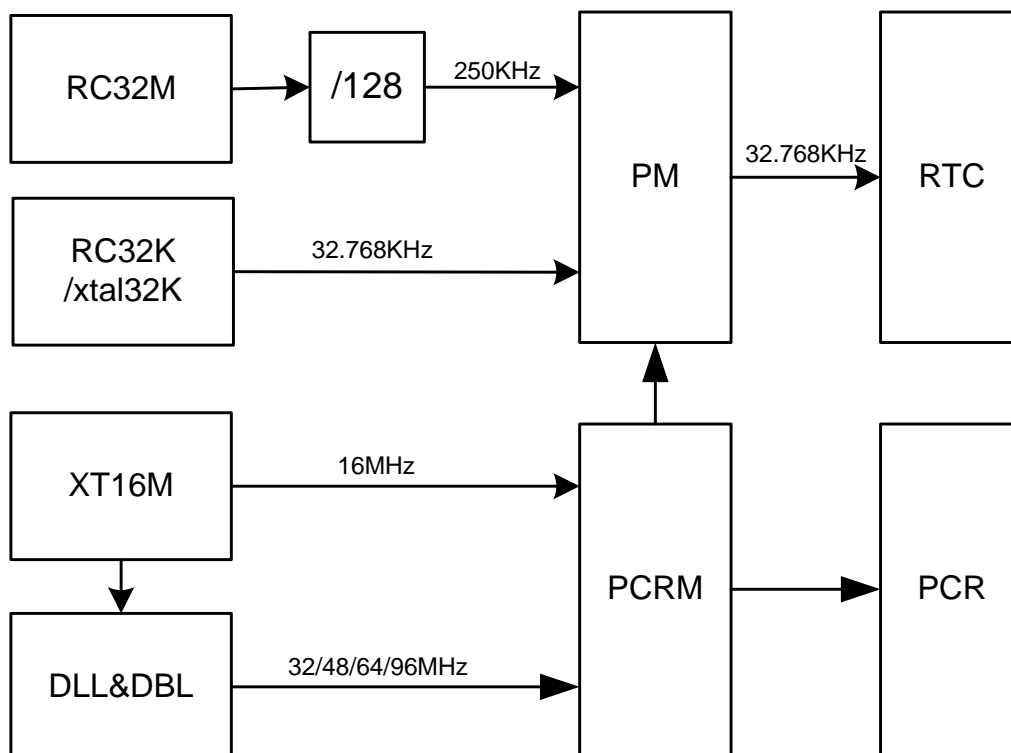 RC32M
/128
250KHz
PM
32.768KHz
RTC
RC32K
/xtal32K
32.768KHz
XT16M
16MHz
PCRM
PCR
DLL&DBL
32/48/64/96MHz